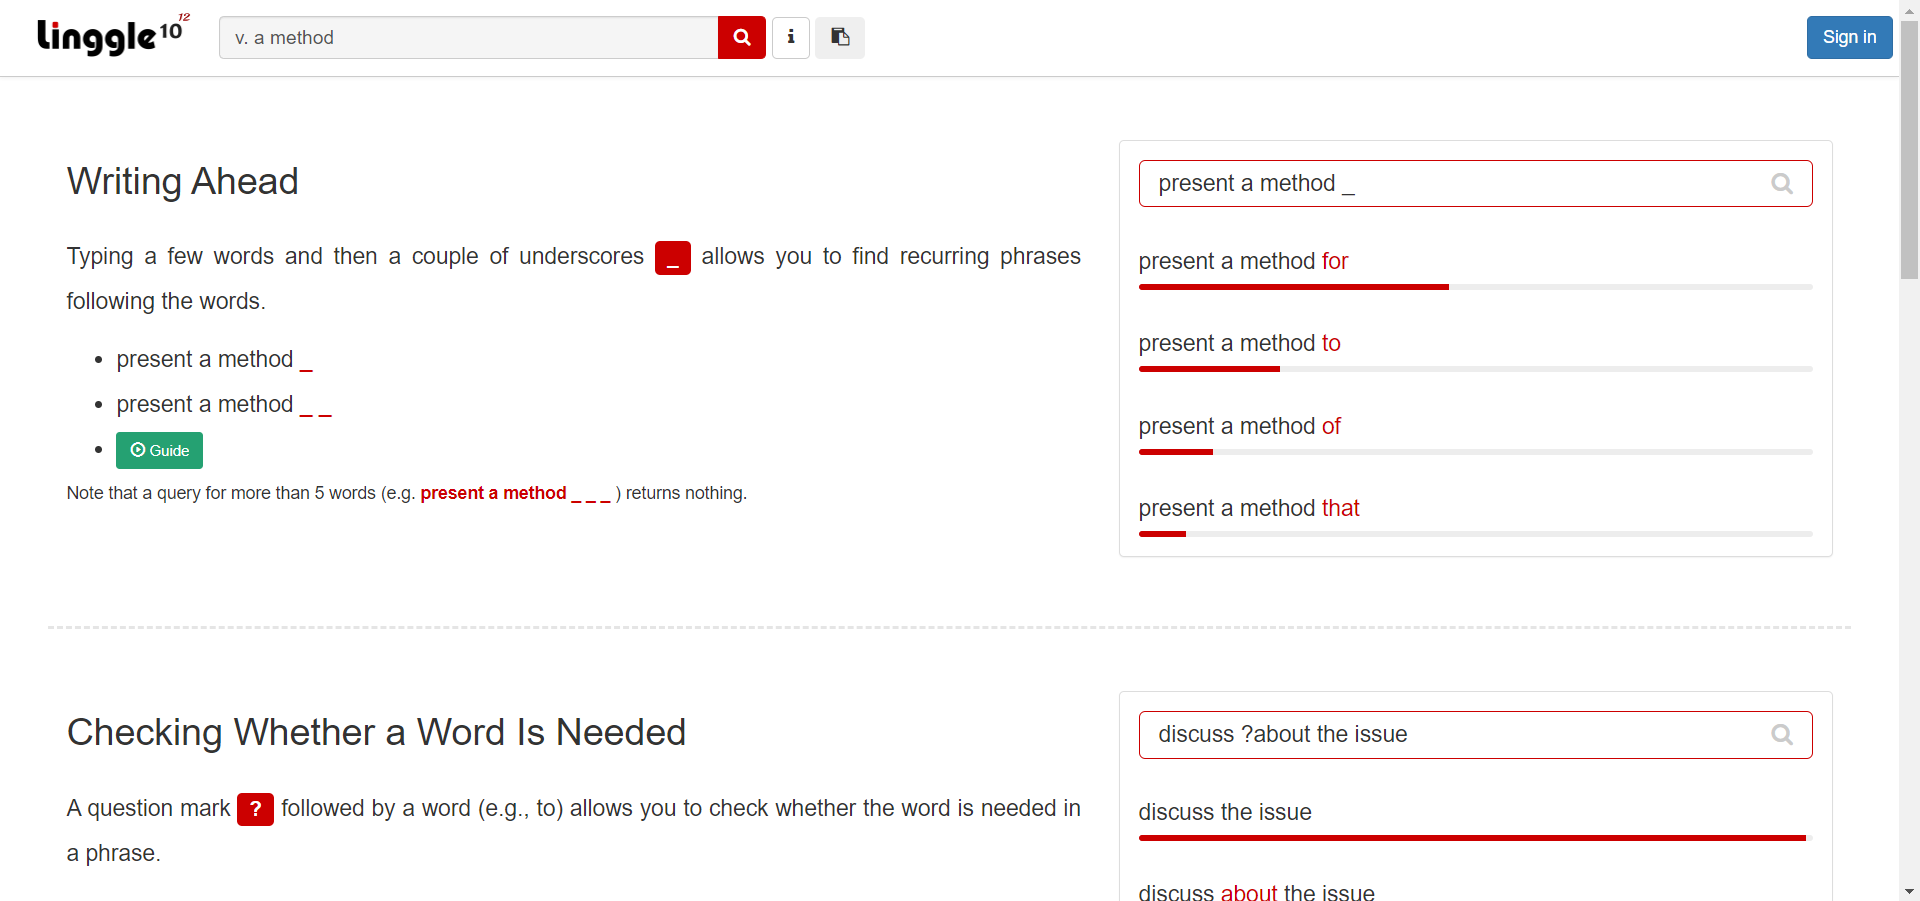 Linggle 10 12
v. a method
Sign in
Writing Ahead
Typing a few words and then a couple of underscores _ allows you to find recurring phrases
following the words.
present a method _
present a method _ _
Guide
Note that a query for more than 5 words (e.g. present a method _ _ _ ) returns nothing.
present a method _
present a method for
present a method to
present a method of
present a method that
Checking Whether a Word Is Needed
A question mark ? followed by a word (e.g., to) allows you to check whether the word is needed in
a phrase.
discuss ?about the issue
discuss the issue
discuss about the issue